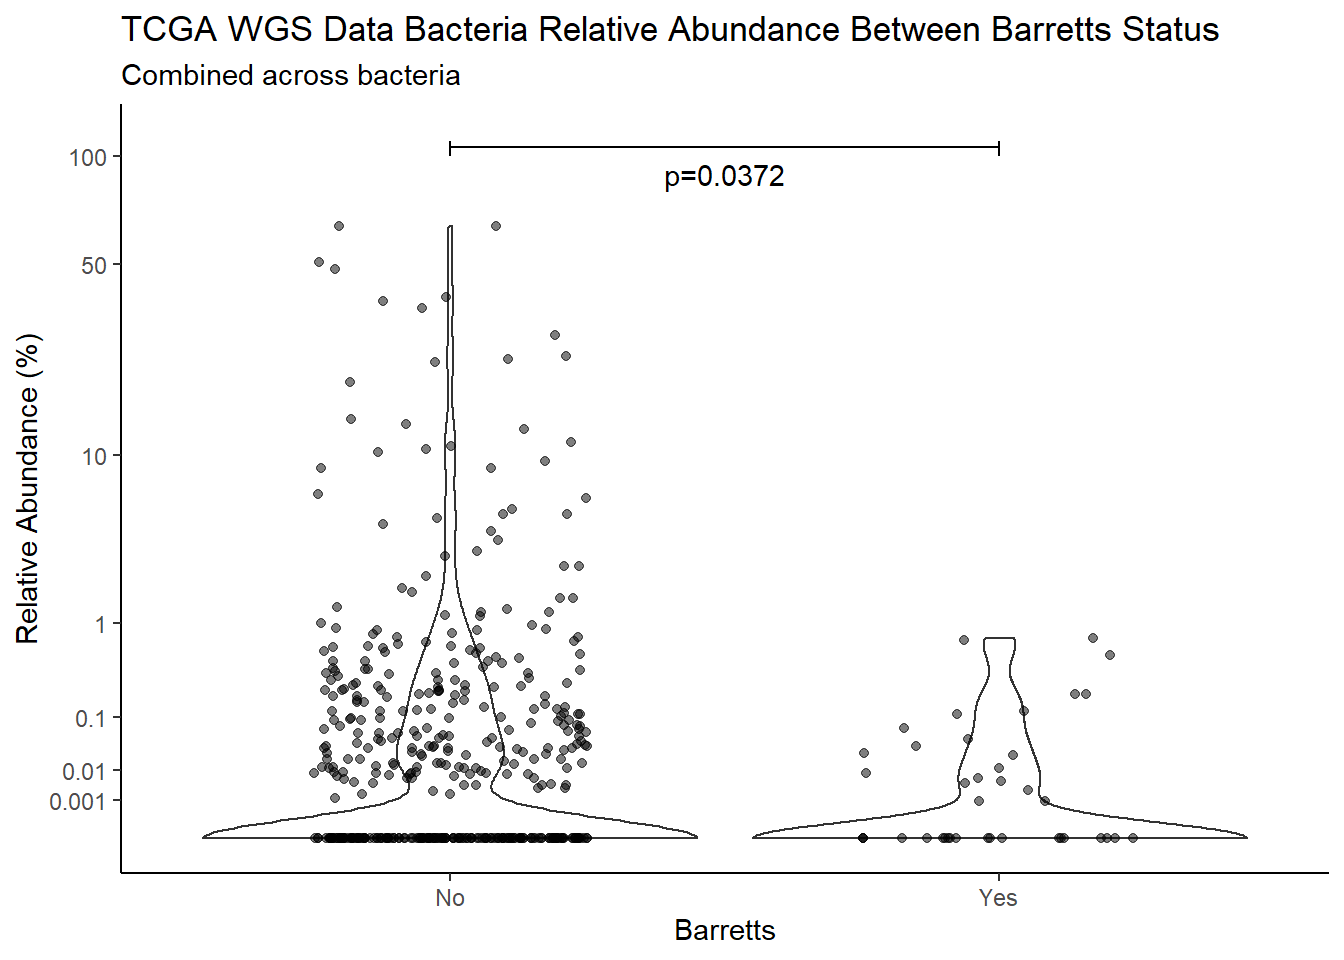 TCGA WGS Data Bacteria Relative Abundance Between Barretts Status
Combined across bacteria
100
p=0.0372
50
10
1
0.1
0.01
0.001
Relative Abundance (%)
No
Yes
Barretts